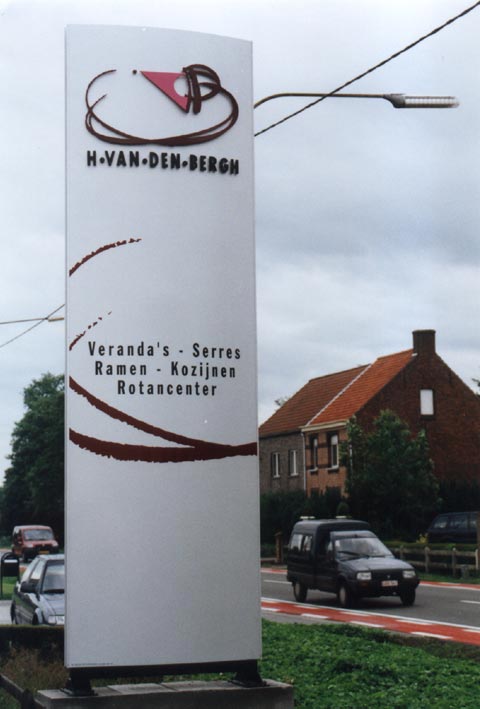 H•VAN•DEN•BERGH
Veranda's - Serres
Ramen - Kozijnen
Rotancenter